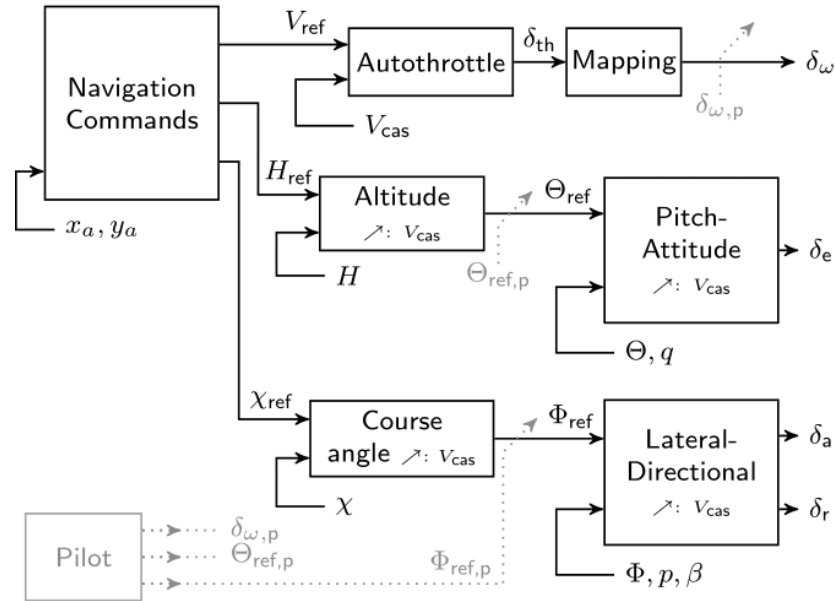 V_ref
δ_th
Navigation
Commands
Autothrottle
Mapping
δ_ω
δ_ω,p
V_cas
H_ref
Altitude
↗: V_cas
Θ_ref
Pitch-
Attitude
↗: V_cas
δ_e
x_a, y_a
H
Θ_ref,p
Θ, q
χ_ref
Course
angle ↗: V_cas
Φ_ref
Lateral-
Directional
↗: V_cas
δ_a
δ_r
χ
Pilot
δ_ω,p
Θ_ref,p
Φ_ref,p
Φ, p, β